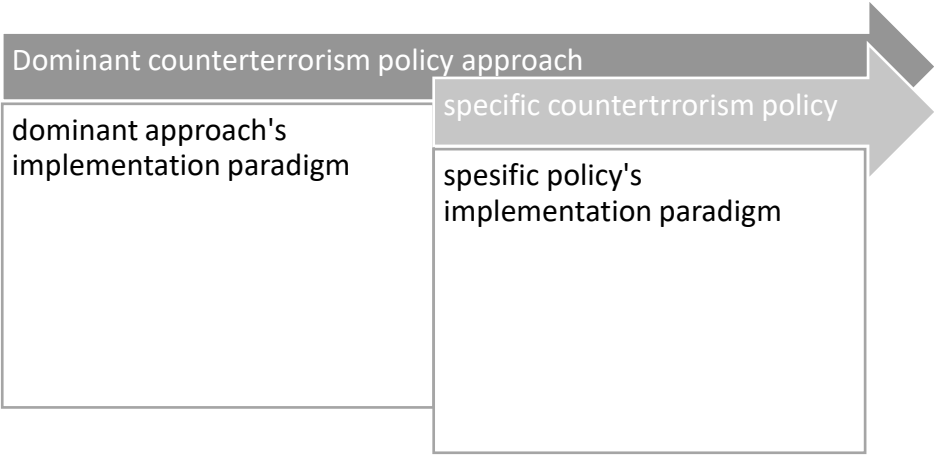 Dominant counterterrorism policy approach
specific countertrrorism policy
dominant approach's
implementation paradigm
spesific policy's
implementation paradigm